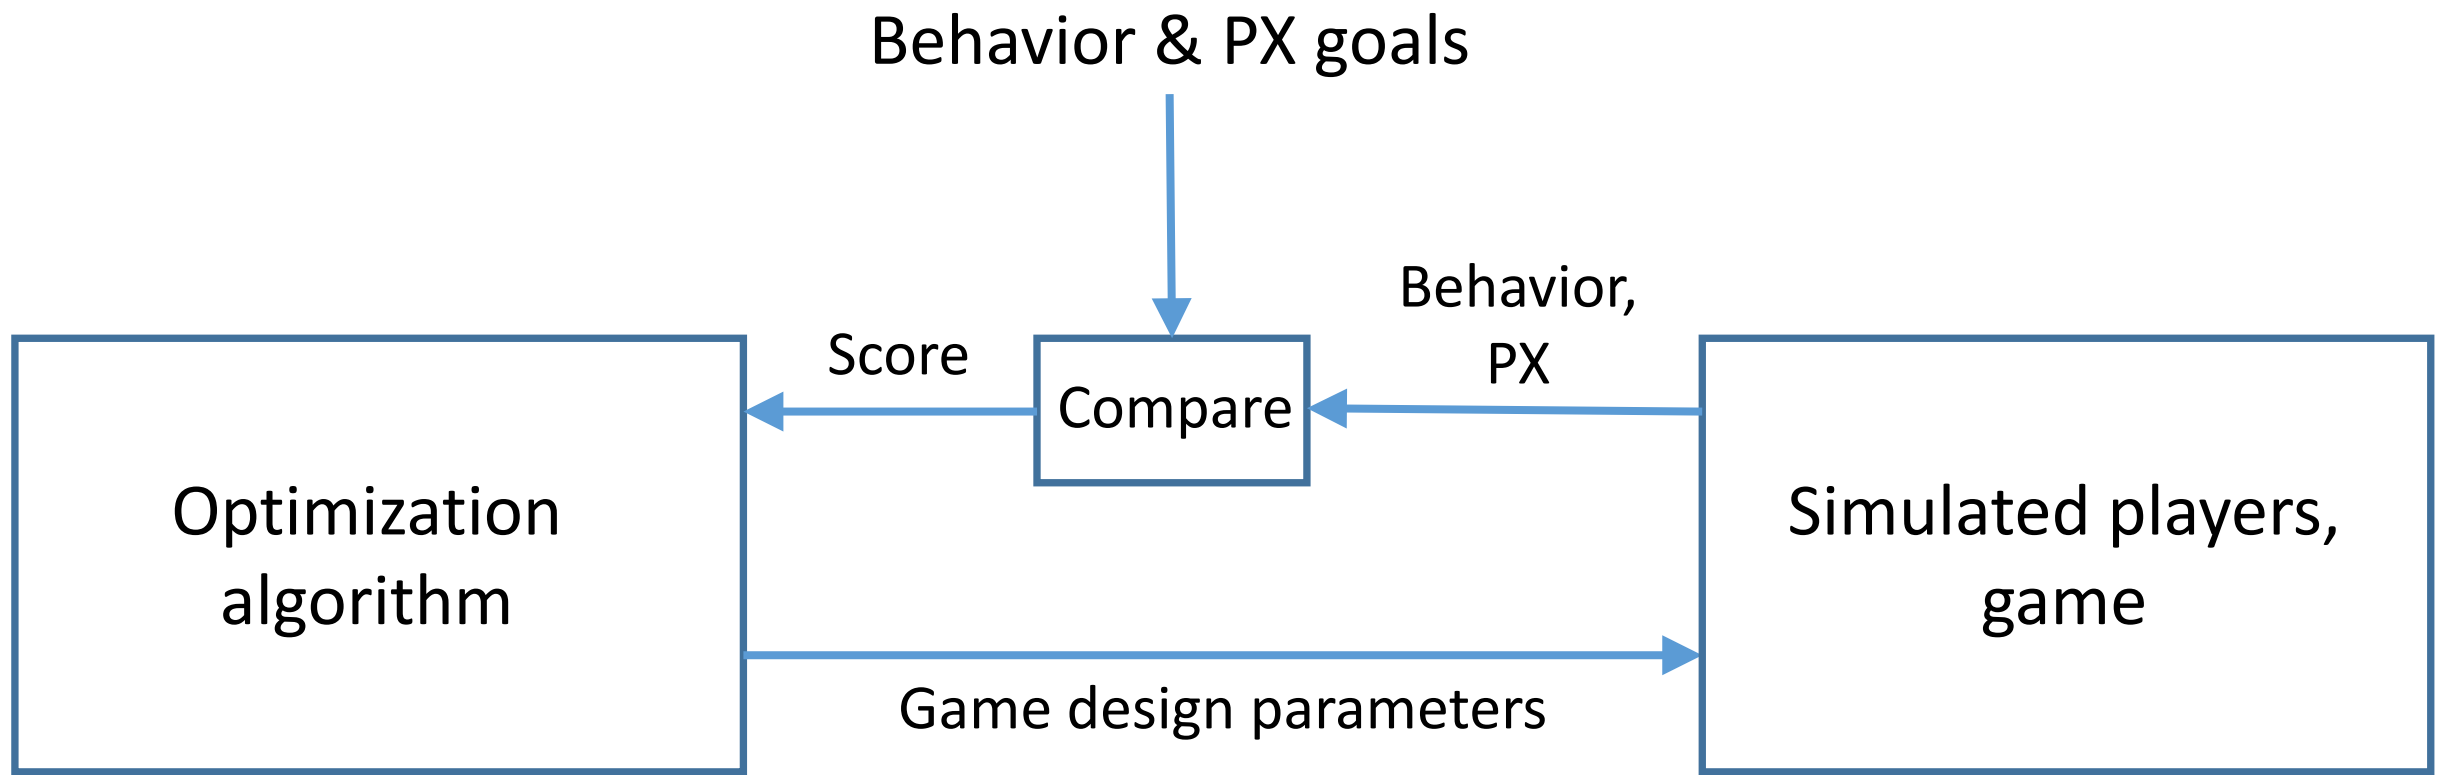 Behavior & PX goals
Behavior,
PX
Score
Compare
Optimization
algorithm
Simulated players,
game
Game design parameters